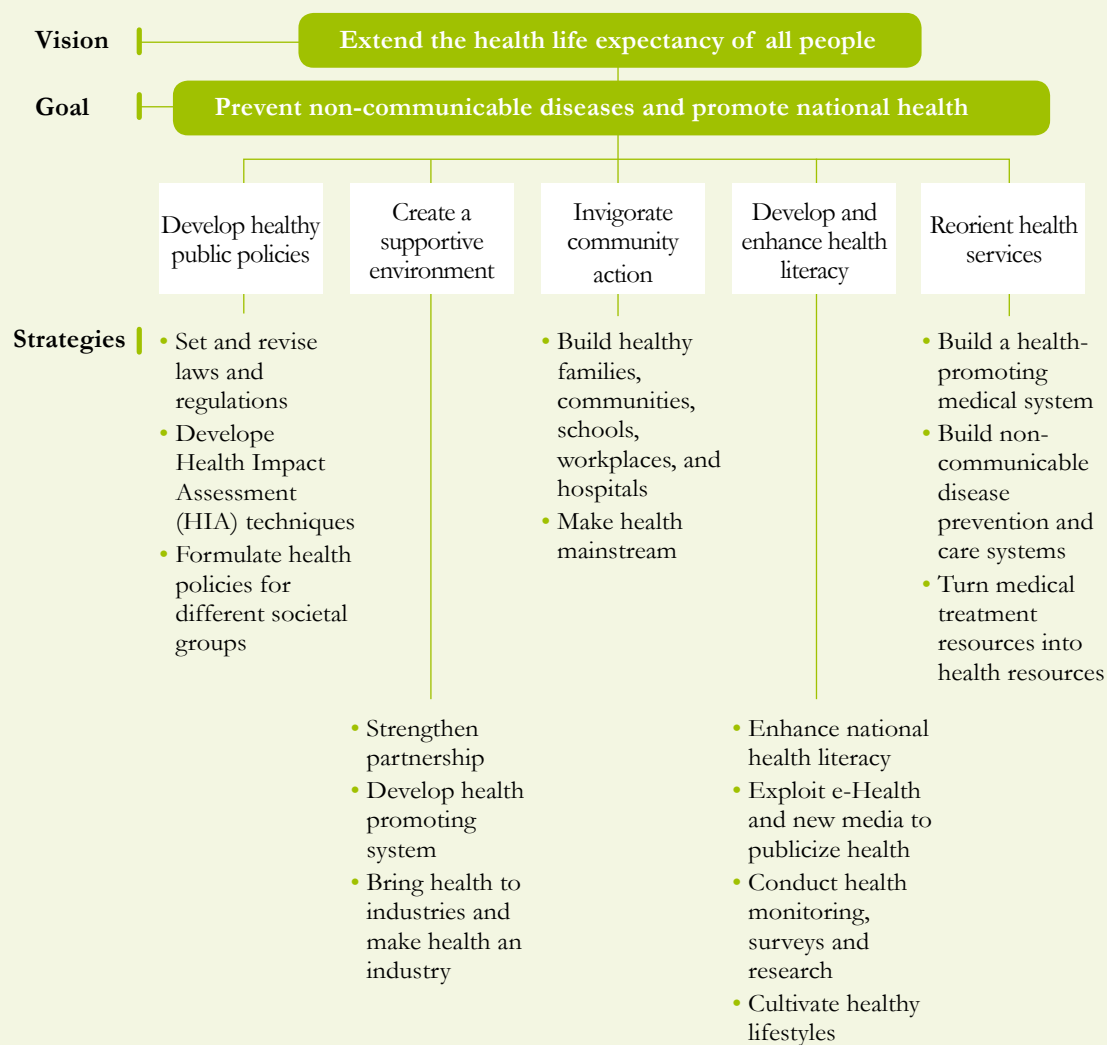 Vision
Extend the health life expectancy of all people
Goal
Prevent non-communicable diseases and promote national health
Develop healthy
public policies
Create a
supportive
environment
Invigorate
community
action
Develop and
enhance health
literacy
Reorient health
services
Strategies
• Set and revise
laws and
regulations
• Develope
Health Impact
Assessment
(HIA) techniques
• Formulate health
policies for
different societal
groups
• Strengthen
partnership
• Develop health
promoting
system
• Bring health to
industries and
make health an
industry
• Build healthy
families,
communities,
schools,
workplaces, and
hospitals
• Make health
mainstream
• Enhance national
health literacy
• Exploit e-Health
and new media to
publicize health
• Conduct health
monitoring,
surveys and
research
• Cultivate healthy
lifestyles
• Build a health-
promoting
medical system
• Build non-
communicable
disease
prevention and
care systems
• Turn medical
treatment
resources into
health resources